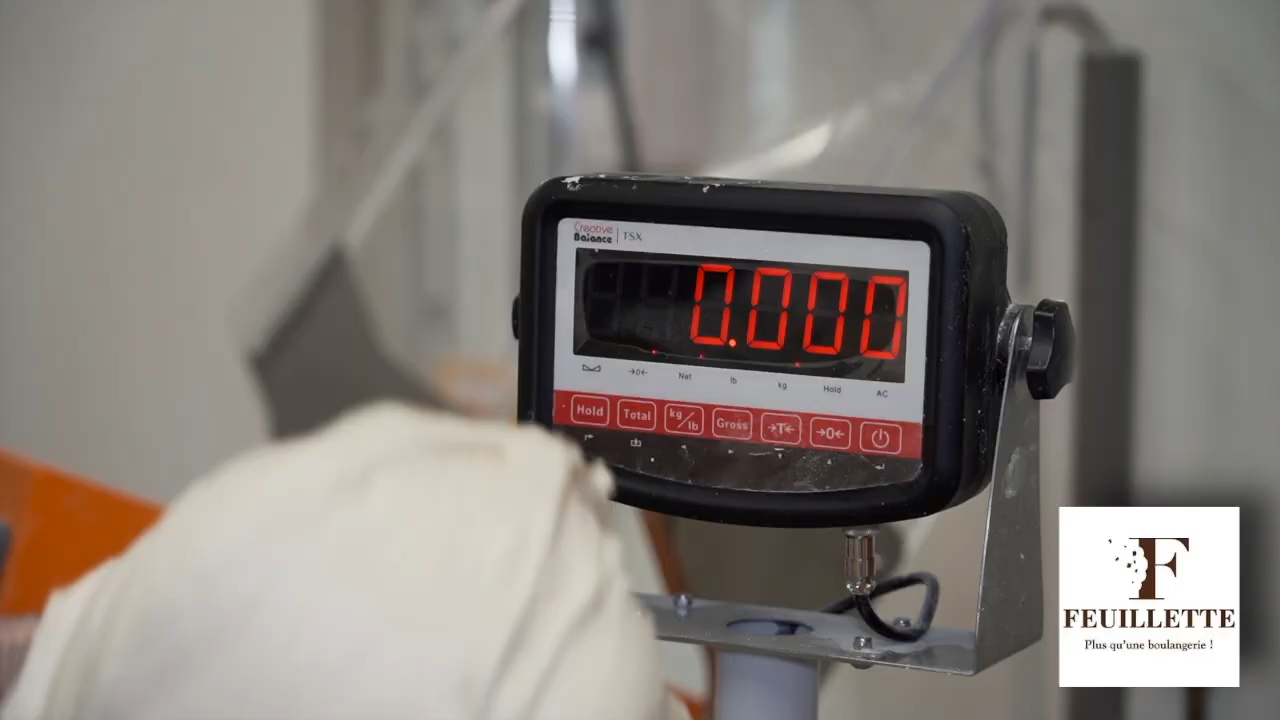 Creative
Balance | TSX
0.000
→0← Net lb kg Hold AC
Hold Total kg/lb Gross →T← →0←
F
FEUILLETTE
Plus qu'une boulangerie !